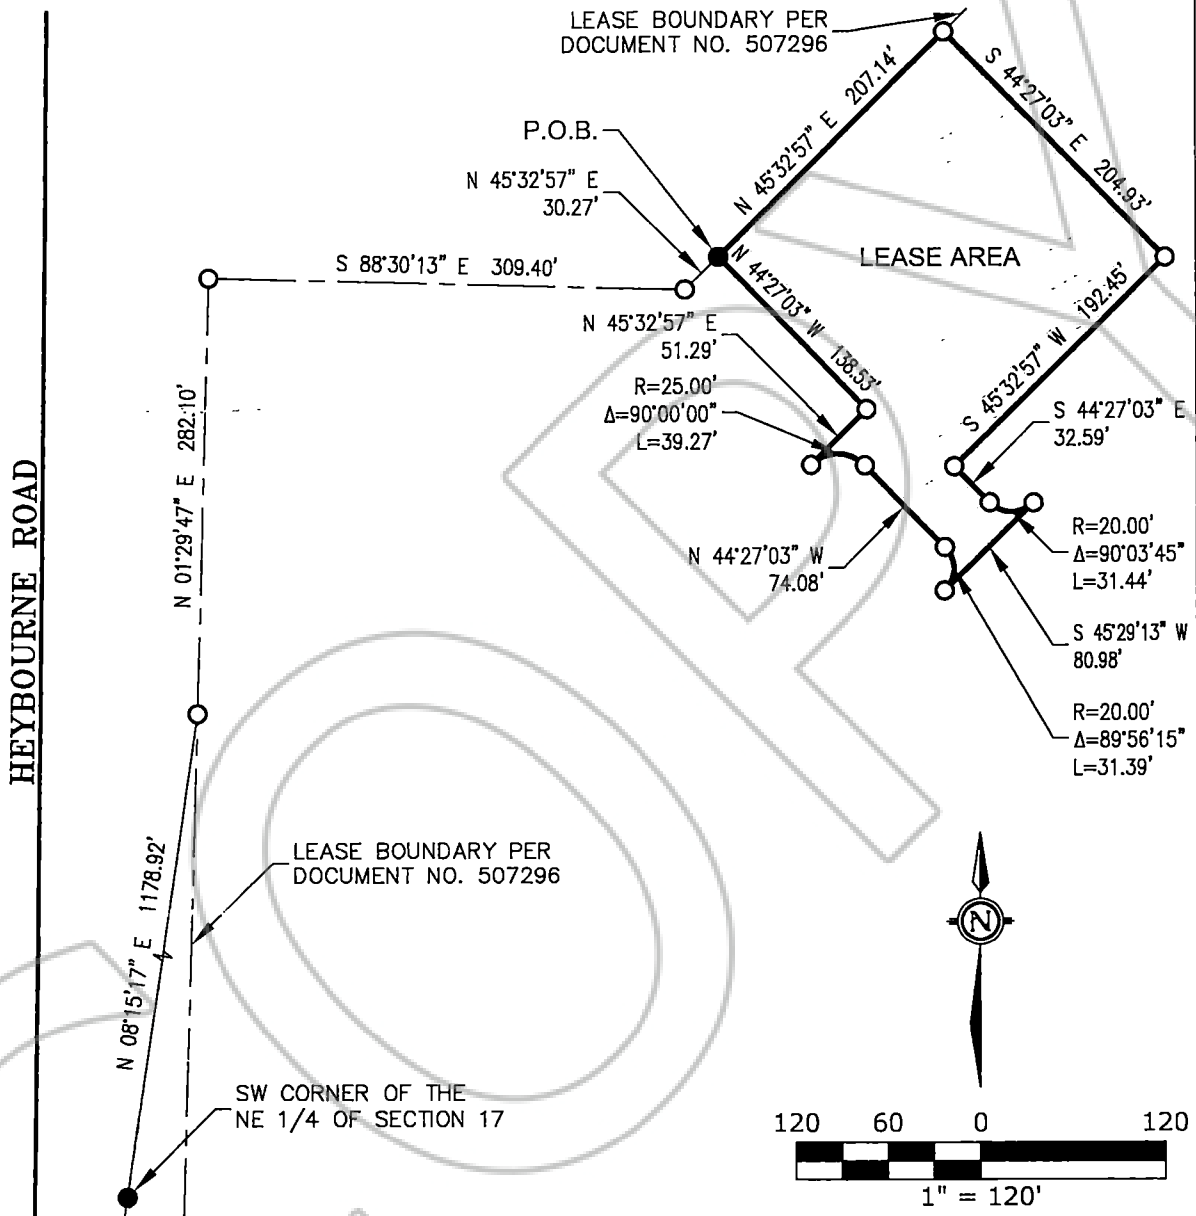 LEASE BOUNDARY PER
DOCUMENT NO. 507296
P.O.B.
N 45°32'57" E
30.27'
N 45°32'57" E 207.14'
S 44°27'03" E 204.93'
LEASE AREA
S 88°30'13" E 309.40'
N 44°27'03" W 138.53'
N 45°32'57" E
51.29'
R=25.00'
Δ=90°00'00"
L=39.27'
S 45°32'57" W 192.45'
S 44°27'03" E
32.59'
N 01°29'47" E 282.10'
HEYBOURNE ROAD
N 44°27'03" W
74.08'
R=20.00'
Δ=90°03'45"
L=31.44'
S 45°29'13" W
80.98'
R=20.00'
Δ=89°56'15"
L=31.39'
LEASE BOUNDARY PER
DOCUMENT NO. 507296
N 08°15'17" E 1178.92'
SW CORNER OF THE
NE 1/4 OF SECTION 17
N
120 60 0 120
1" = 120'
COPY